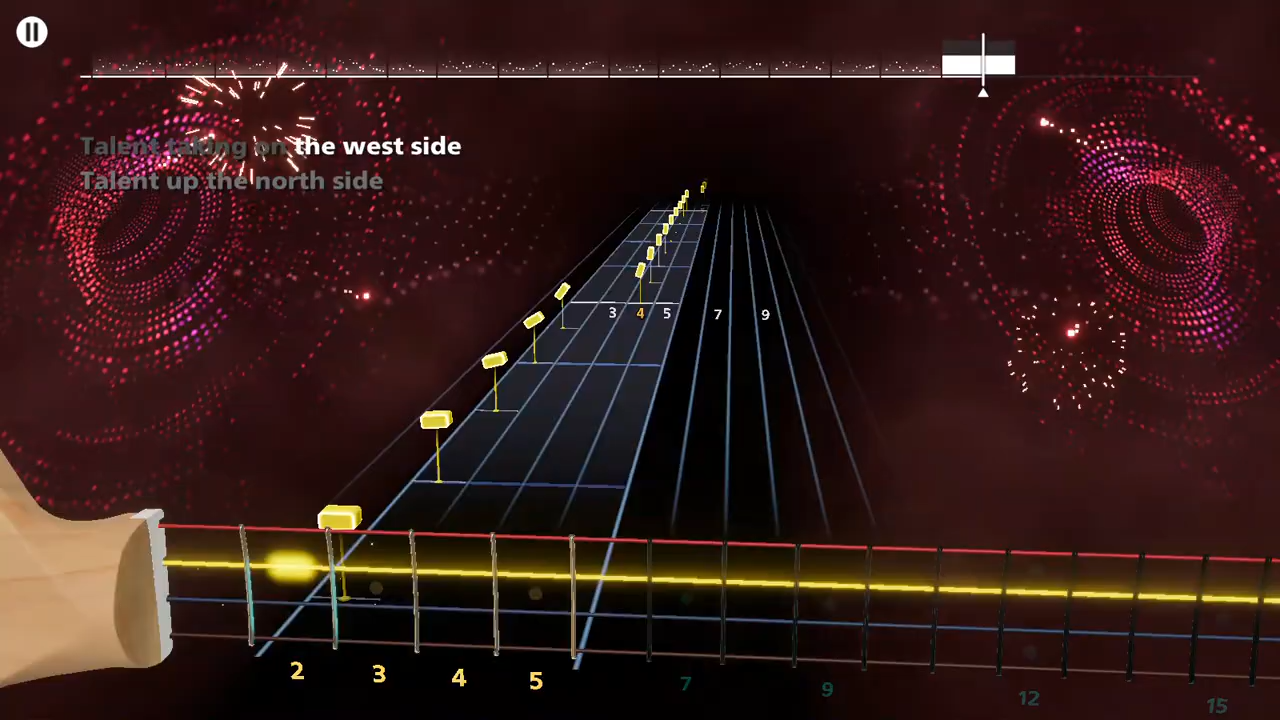 Talent taking on the west side
Talent up the north side
3 4 5 7 9
2 3 4 5 7 9 12 15